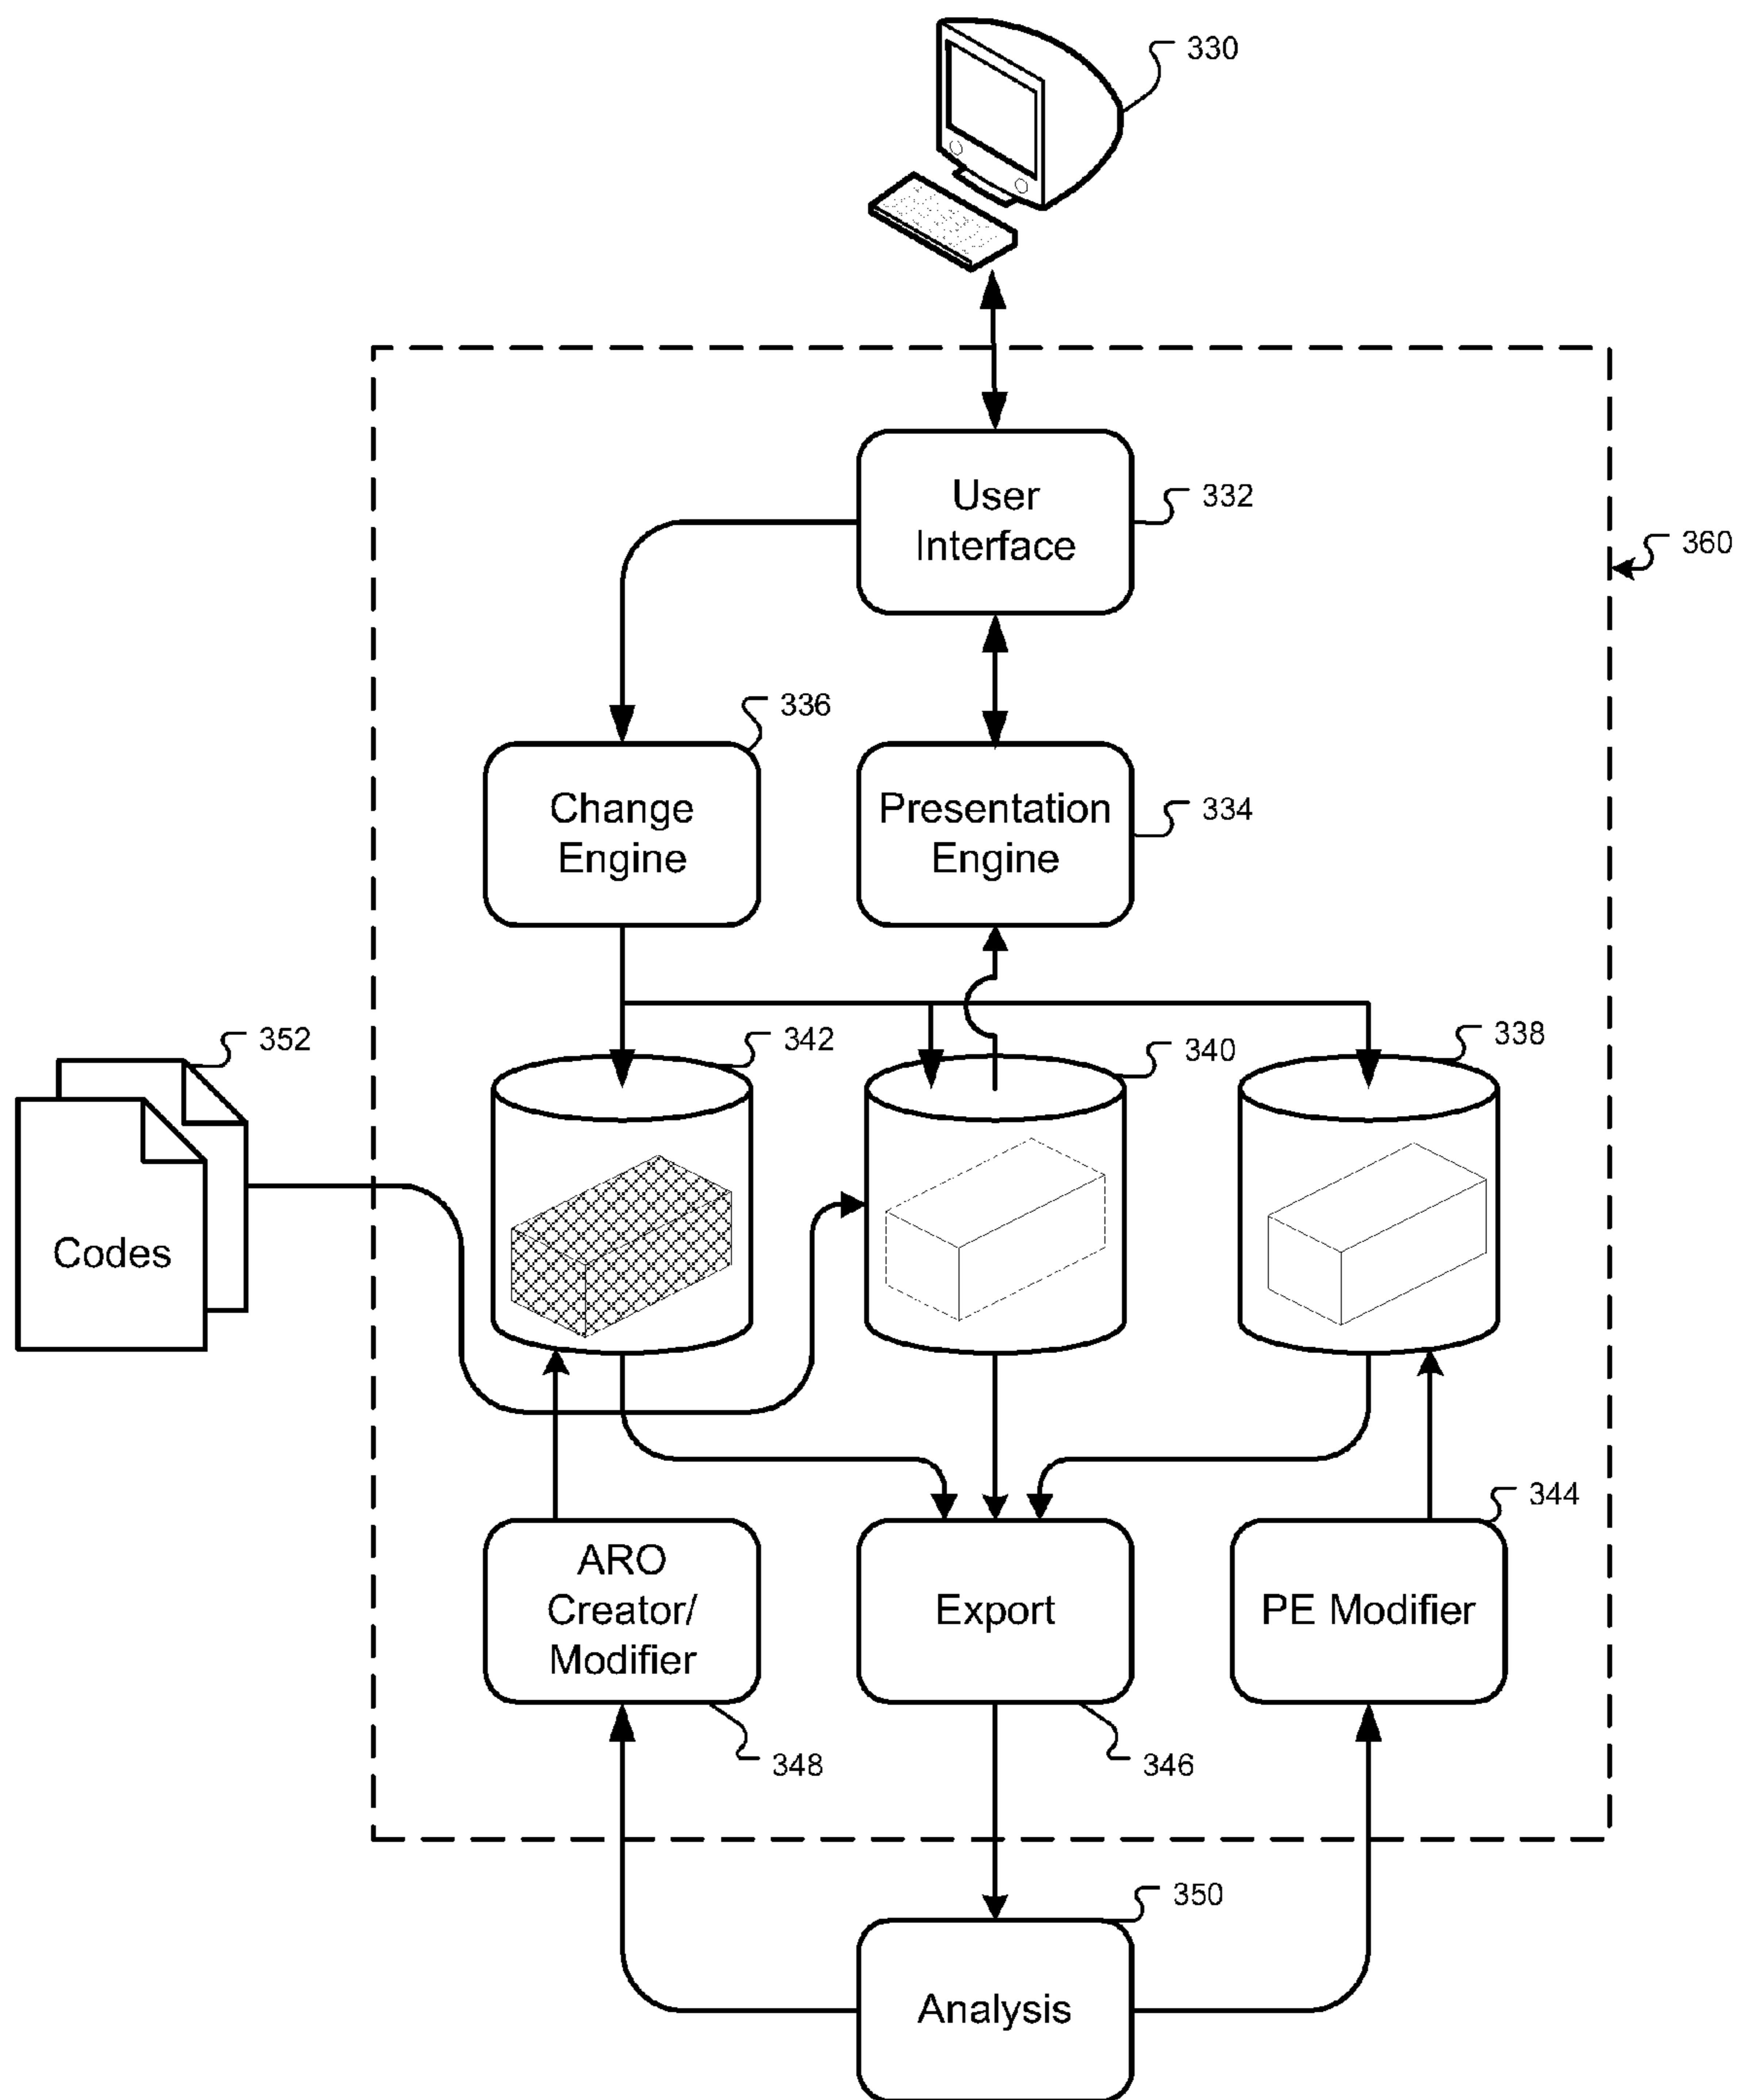 330
User
Interface
332
360
336
Change
Engine
Presentation
Engine
334
352
342
340
338
Codes
344
ARO
Creator/
Modifier
Export
PE Modifier
348
346
350
Analysis